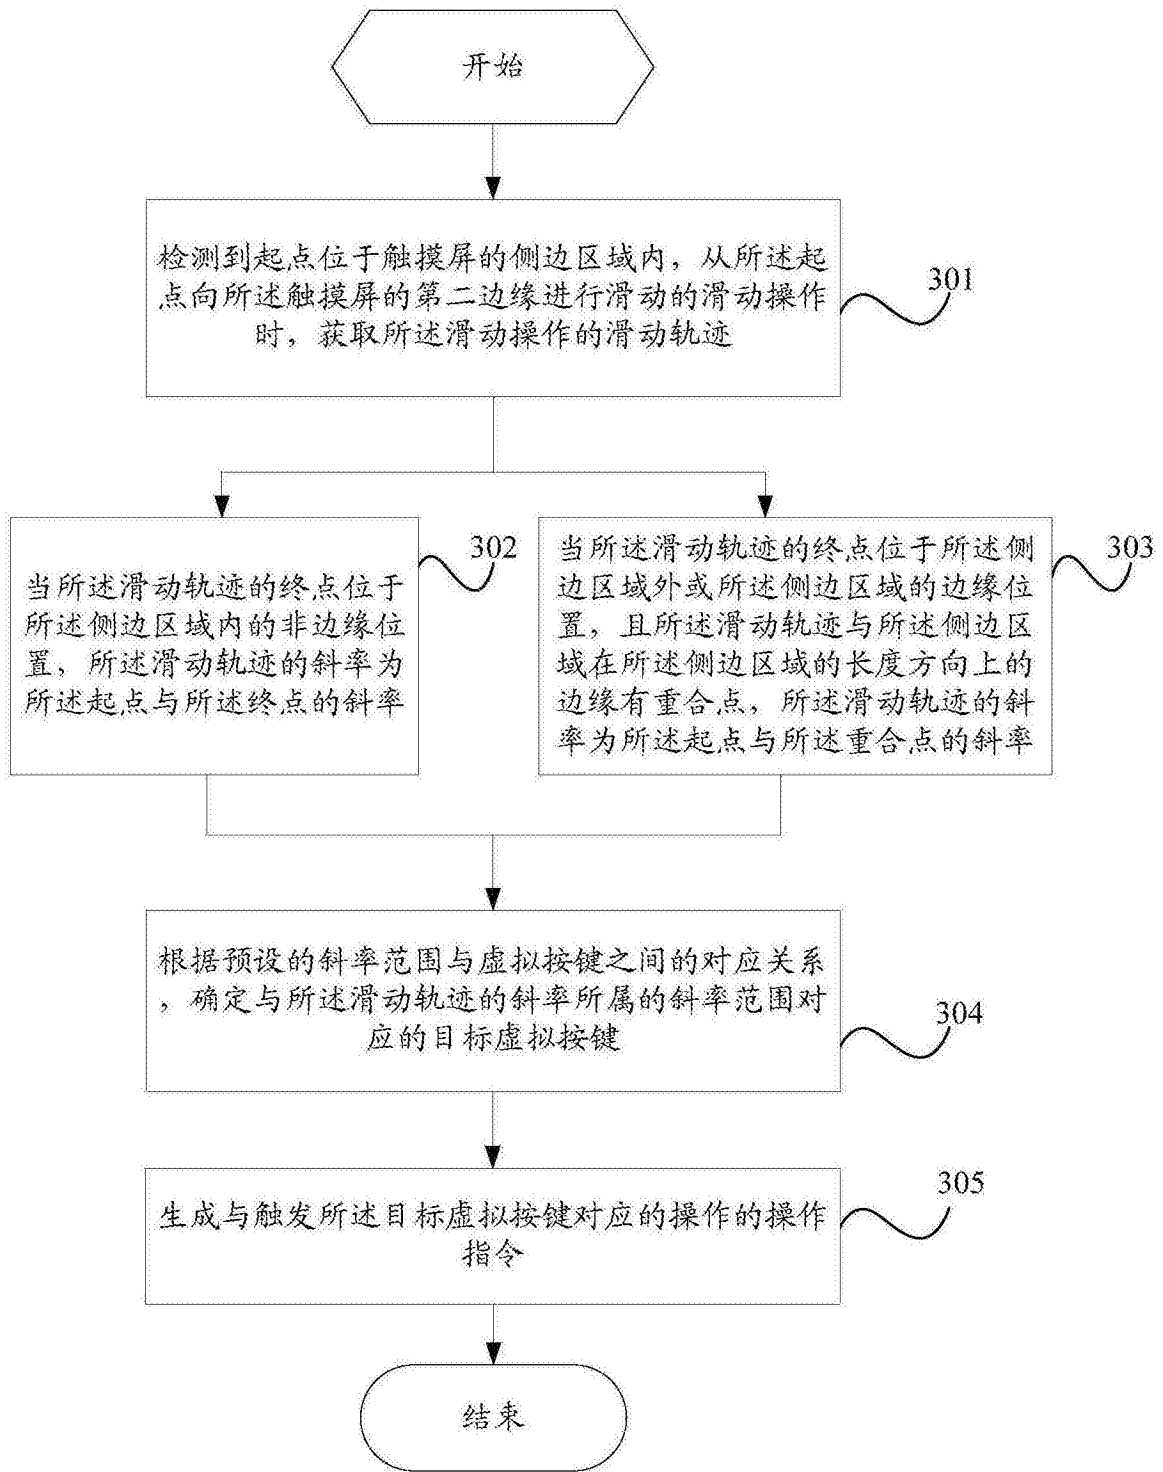 开始
检测到起点位于触摸屏的侧边区域内，从所述起
点向所述触摸屏的第二边缘进行滑动的滑动操作
时，获取所述滑动操作的滑动轨迹
301
当所述滑动轨迹的终点位于
所述侧边区域内的非边缘位
置，所述滑动轨迹的斜率为
所述起点与所述终点的斜率
302
当所述滑动轨迹的终点位于所述侧
边区域外或所述侧边区域的边缘位
置，且所述滑动轨迹与所述侧边区
域在所述侧边区域的长度方向上的
边缘有重合点，所述滑动轨迹的斜
率为所述起点与所述重合点的斜率
303
根据预设的斜率范围与虚拟按键之间的对应关系
，确定与所述滑动轨迹的斜率所属的斜率范围对
应的目标虚拟按键
304
生成与触发所述目标虚拟按键对应的操作的操作
指令
305
结束